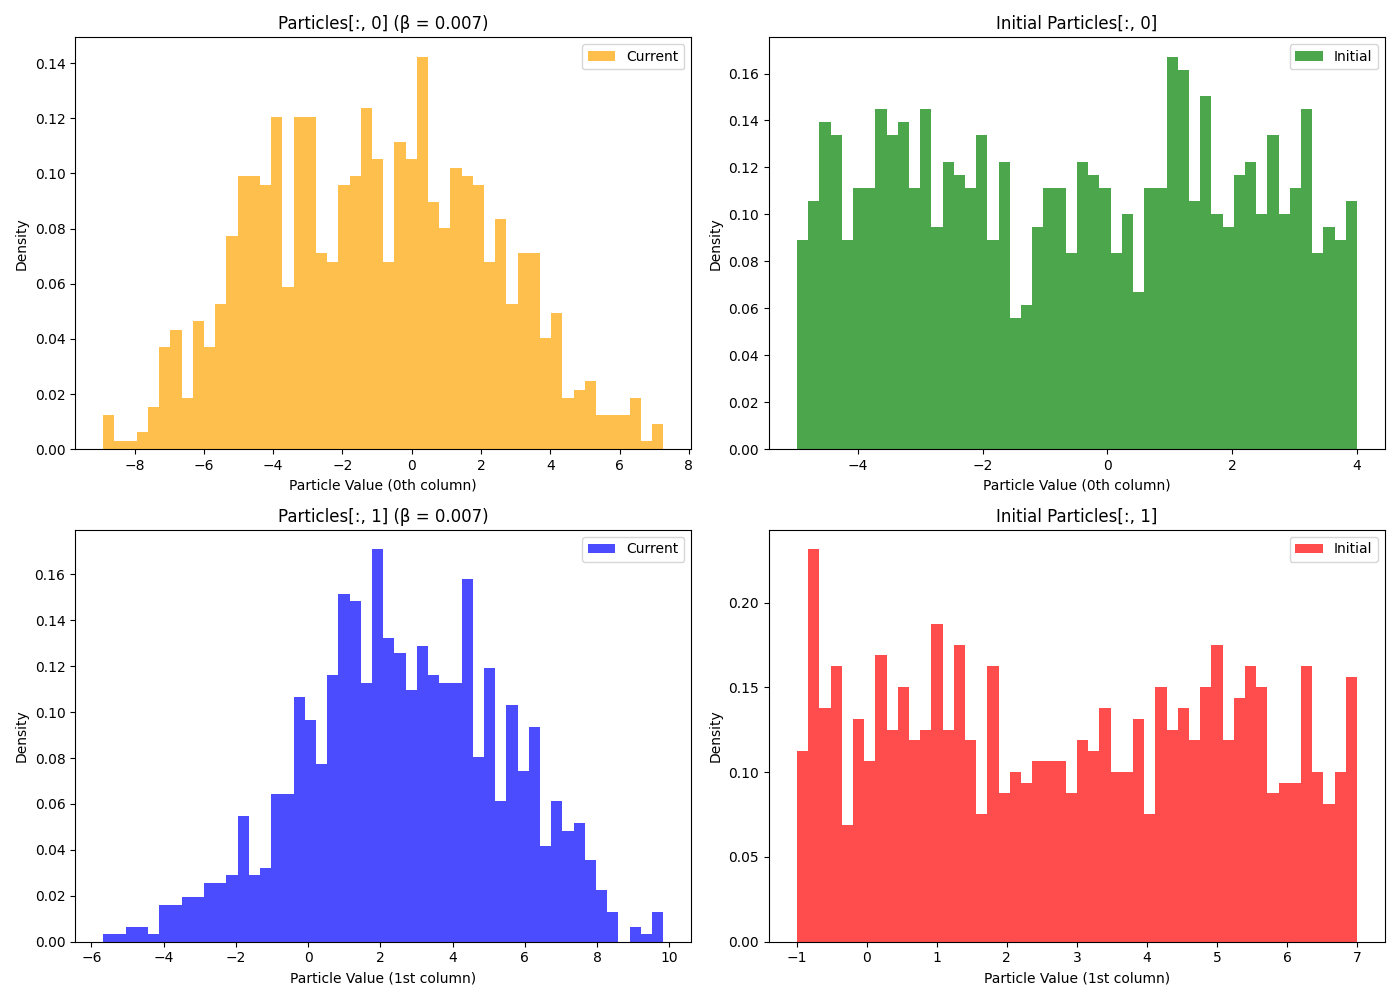 Particles[:, 0] (β = 0.007)
Current
Density
0.14
0.12
0.10
0.08
0.06
0.04
0.02
0.00
−8 −6 −4 −2 0 2 4 6 8
Particle Value (0th column)
Initial Particles[:, 0]
Initial
Density
0.16
0.14
0.12
0.10
0.08
0.06
0.04
0.02
0.00
−4 −2 0 2 4
Particle Value (0th column)
Particles[:, 1] (β = 0.007)
Current
Density
0.16
0.14
0.12
0.10
0.08
0.06
0.04
0.02
0.00
−6 −4 −2 0 2 4 6 8 10
Particle Value (1st column)
Initial Particles[:, 1]
Initial
Density
0.20
0.15
0.10
0.05
0.00
−1 0 1 2 3 4 5 6 7
Particle Value (1st column)